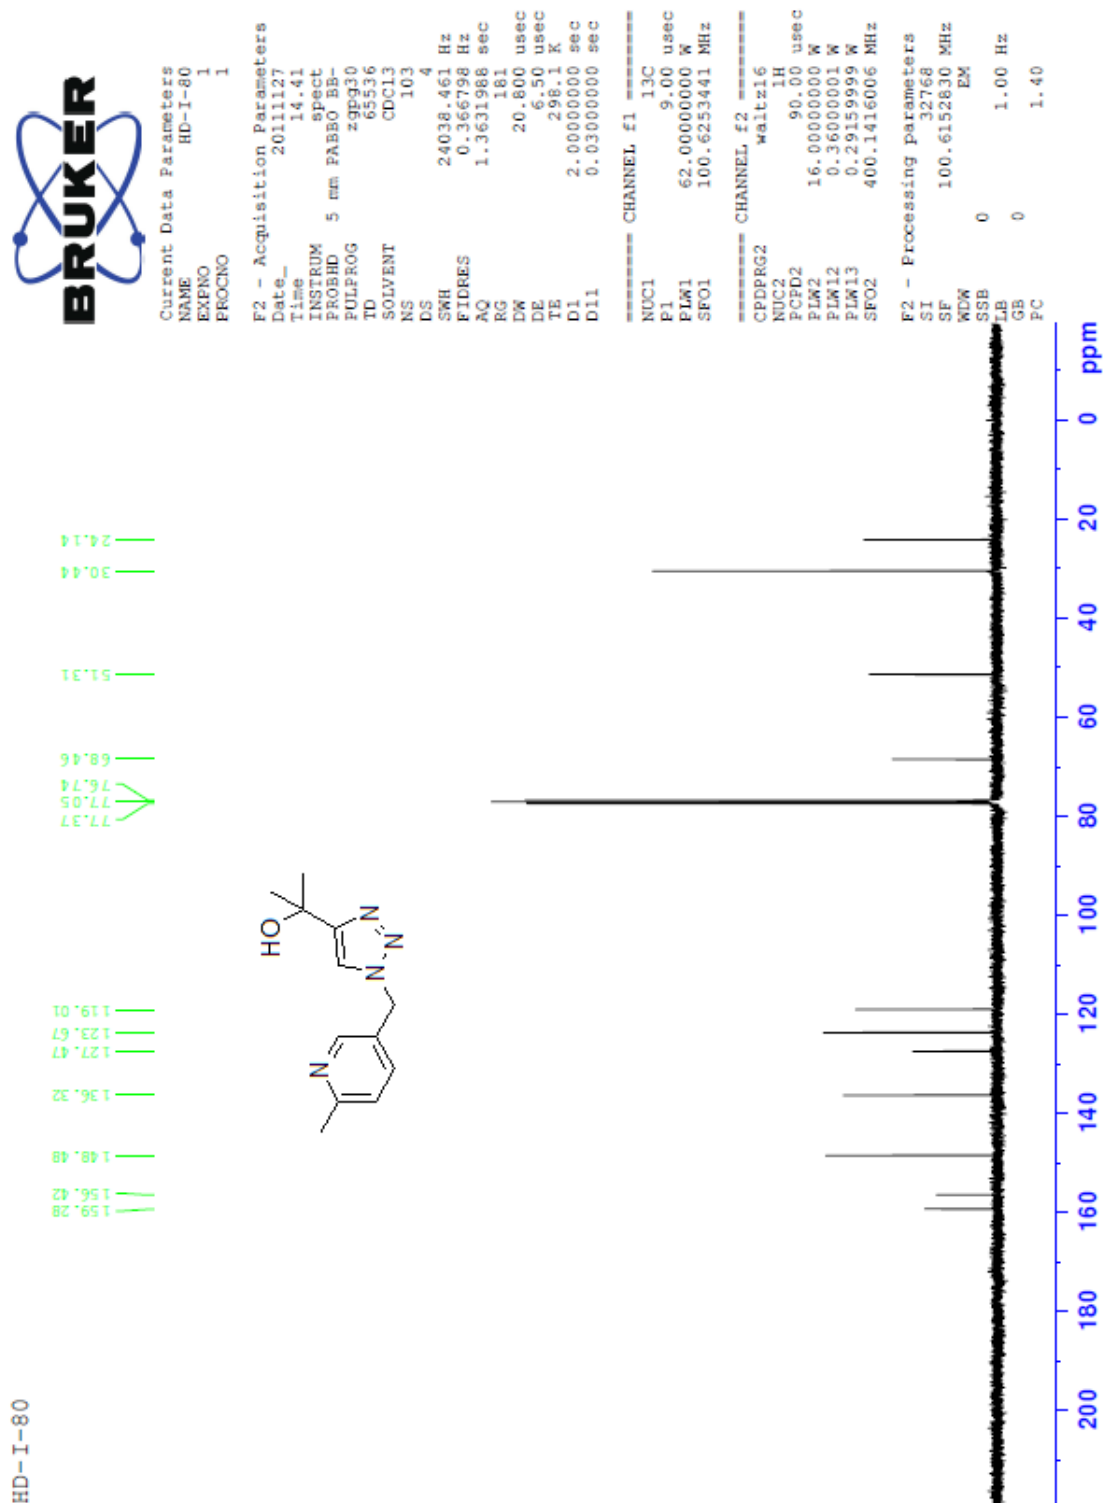 HD-I-80
BRUKER
Current Data Parameters
NAME HD-I-80
EXPNO 1
PROCNO 1
F2 - Acquisition Parameters
Date_ 20111127
Time 14.41
INSTRUM spect
PROBHD 5 mm PABBO BB-
PULPROG zgpg30
TD 65536
SOLVENT CDCl3
NS 103
DS 4
SWH 24038.461 Hz
FIDRES 0.366798 Hz
AQ 1.3631988 sec
RG 181
DW 20.800 usec
DE 6.50 usec
TE 298.1 K
D1 2.00000000 sec
D11 0.03000000 sec
======== CHANNEL f1 ========
NUC1 13C
P1 9.00 usec
PLW1 62.00000000 W
SFO1 100.6253441 MHz
======== CHANNEL f2 ========
CPDPRG2 waltz16
NUC2 1H
PCPD2 90.00 usec
PLW2 16.00000000 W
PLW12 0.36000001 W
PLW13 0.29159999 W
SFO2 400.1416006 MHz
F2 - Processing parameters
SI 32768
SF 100.6152830 MHz
WDW EM
SSB 0
LB 1.00 Hz
GB 0
PC 1.40
159.28
156.42
148.48
136.32
127.47
123.67
119.01
77.37
77.05
76.74
68.46
51.31
30.44
24.14
HO
N
N
N
N
200 180 160 140 120 100 80 60 40 20 0 ppm